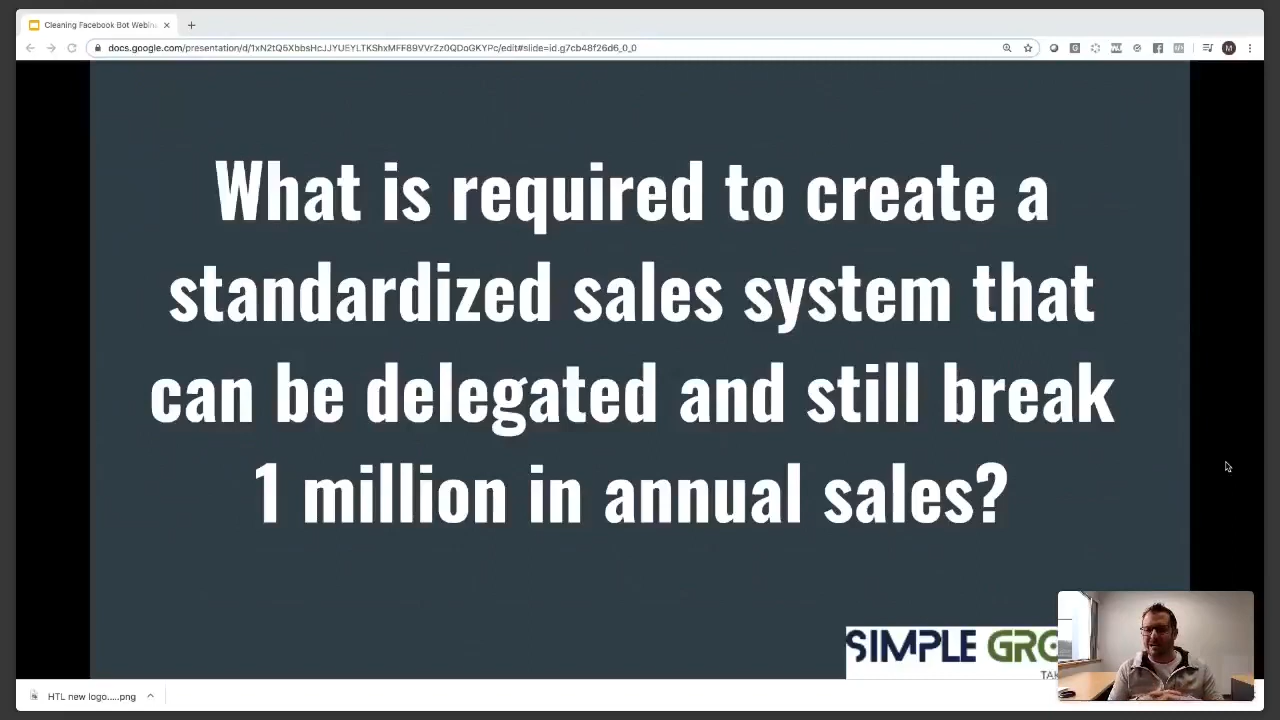 Cleaning Facebook Bot Webin
docs.google.com/presentation/d/1xN2tQ5XbbsHcJJYUEYLTKShxMFF89VVrZz0QDoGKYPc/edit#slide=id.g7cb48f26d6_0_0
M
What is required to create a
standardized sales system that
can be delegated and still break
1 million in annual sales?
SIMPLE GRO
TAK
HTL new logo.....png